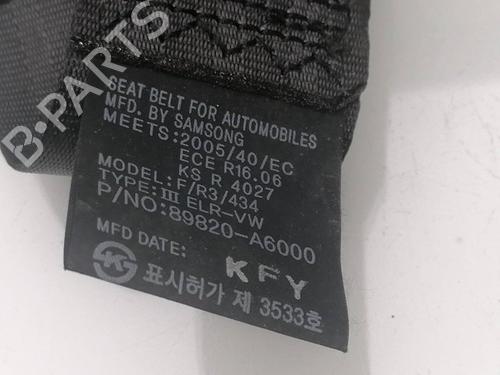 B-PARTS
SEAT BELT FOR AUTOMOBILES
MFD. BY SAMSONG
MEETS:2005/40/EC
ECE R16.06
KS R 4027
MODEL: F/R3/434
TYPE: III ELR-VW
P/NO: 89820-A6000
MFD DATE: KFY
표시허가 제 3533호